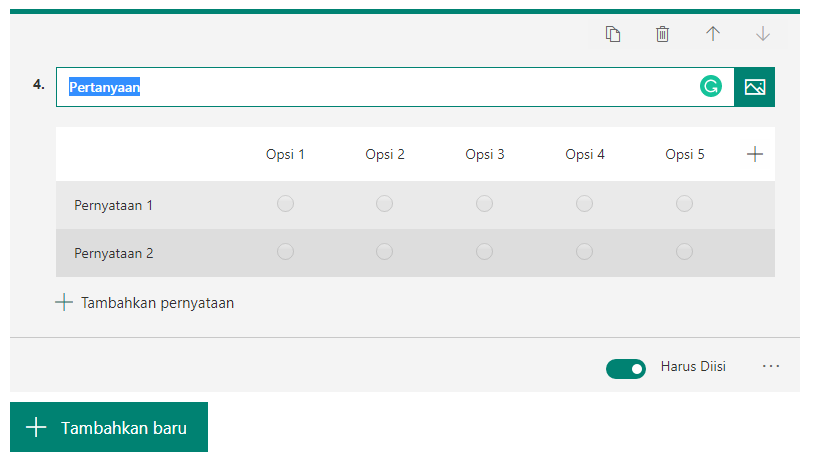 4. Pertanyaan
Opsi 1 Opsi 2 Opsi 3 Opsi 4 Opsi 5
Pernyataan 1
Pernyataan 2
Tambahkan pernyataan
Harus Diisi
Tambahkan baru